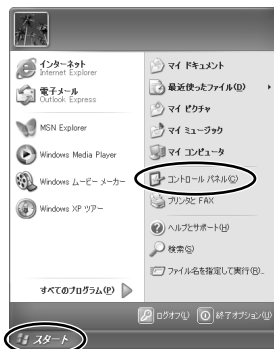 インターネット
Internet Explorer
電子メール
Outlook Express
MSN Explorer
Windows Media Player
Windows ムービー メーカー
Windows XP ツアー
すべてのプログラム(P)
マイ ドキュメント
最近使ったファイル(D)
マイ ピクチャ
マイ ミュージック
マイ コンピュータ
コントロール パネル(C)
プリンタと FAX
ヘルプとサポート(H)
検索(S)
ファイル名を指定して実行(R)...
ログオフ(L)
終了オプション(U)
スタート